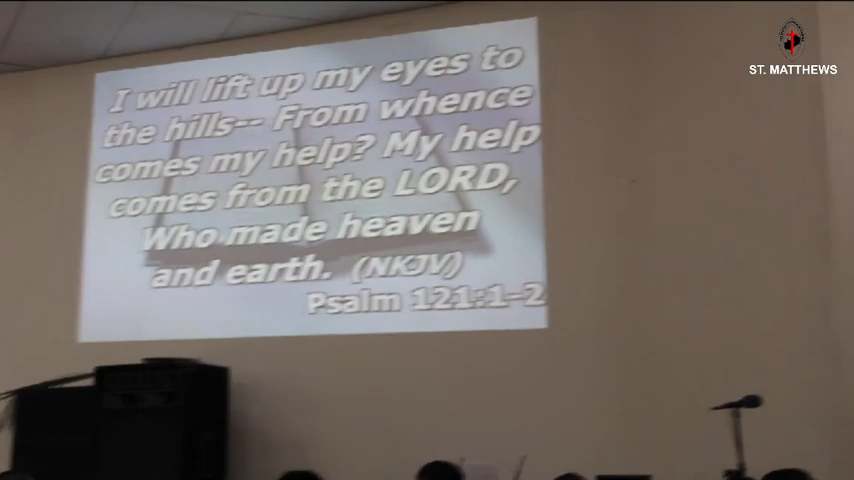 I will lift up my eyes to
the hills-- From whence
comes my help? My help
comes from the LORD,
Who made heaven
and earth. (NKJV)
Psalm 121:1-2
ST. MATTHEWS